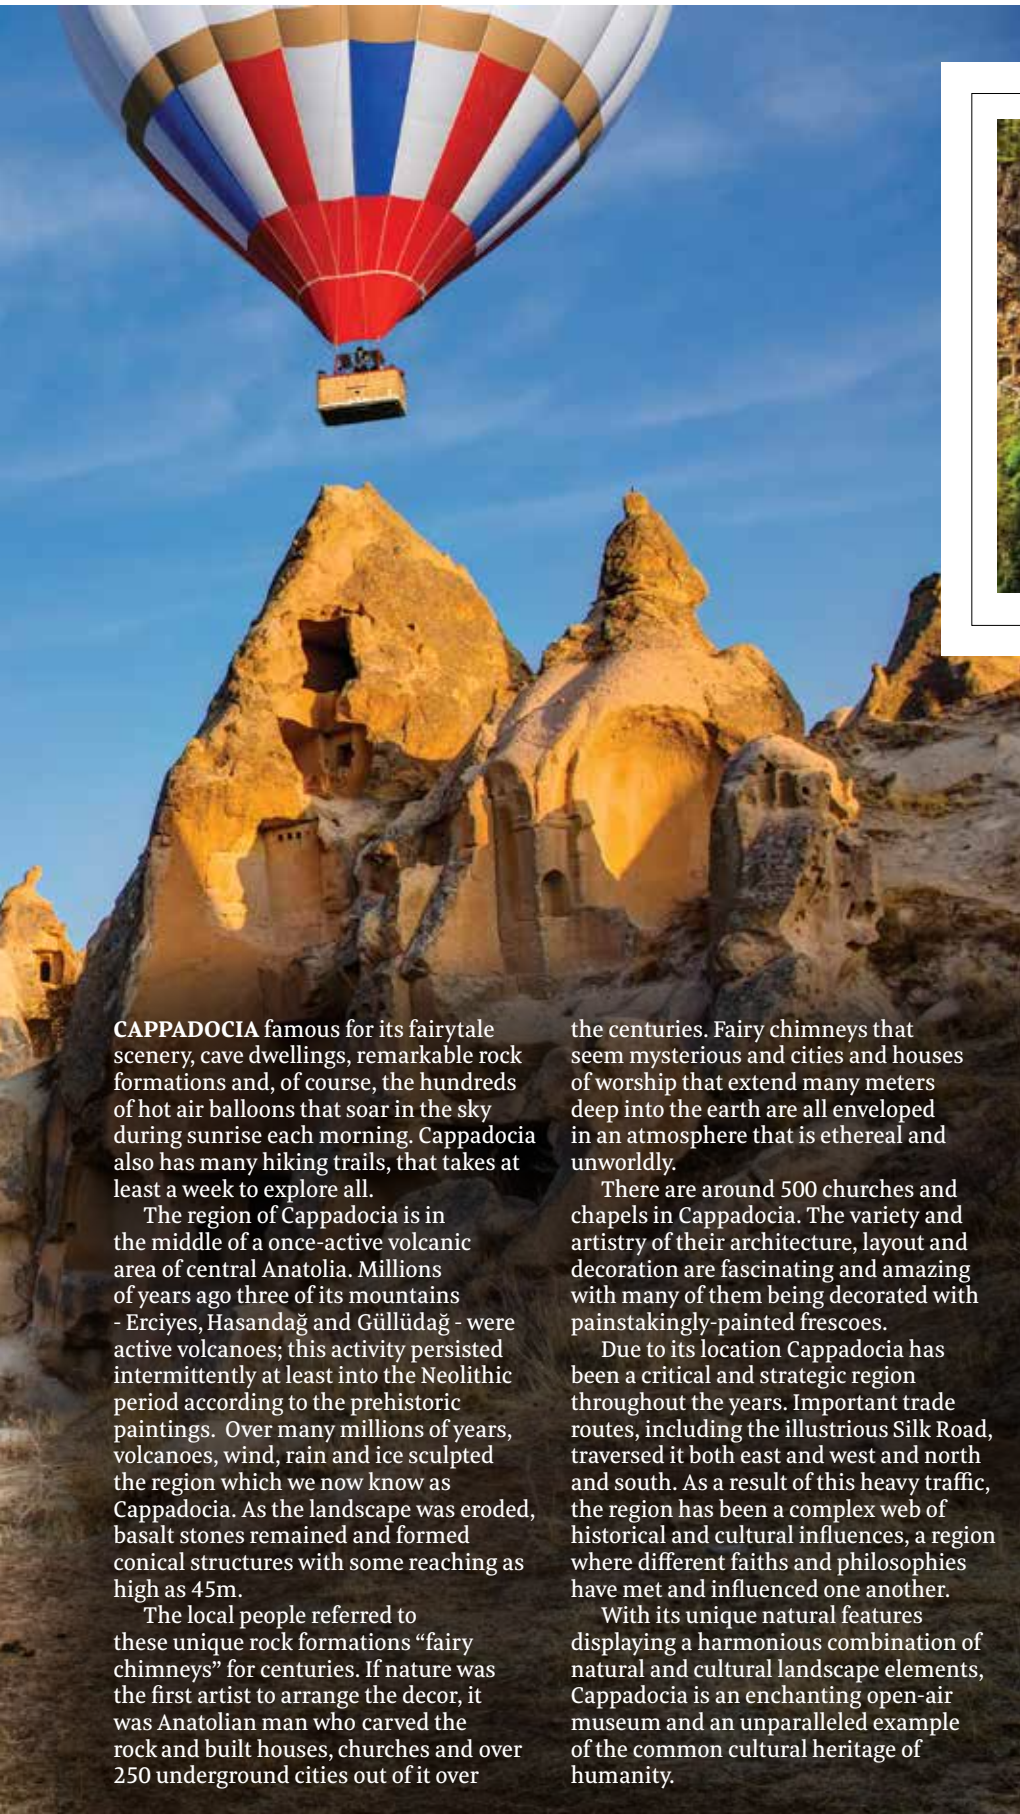 CAPPADOCIA famous for its fairytale
scenery, cave dwellings, remarkable rock
formations and, of course, the hundreds
of hot air balloons that soar in the sky
during sunrise each morning. Cappadocia
also has many hiking trails, that takes at
least a week to explore all.
The region of Cappadocia is in
the middle of a once-active volcanic
area of central Anatolia. Millions
of years ago three of its mountains
- Erciyes, Hasandağ and Güllüdağ - were
active volcanoes; this activity persisted
intermittently at least into the Neolithic
period according to the prehistoric
paintings. Over many millions of years,
volcanoes, wind, rain and ice sculpted
the region which we now know as
Cappadocia. As the landscape was eroded,
basalt stones remained and formed
conical structures with some reaching as
high as 45m.
The local people referred to
these unique rock formations “fairy
chimneys” for centuries. If nature was
the first artist to arrange the decor, it
was Anatolian man who carved the
rock and built houses, churches and over
250 underground cities out of it over
the centuries. Fairy chimneys that
seem mysterious and cities and houses
of worship that extend many meters
deep into the earth are all enveloped
in an atmosphere that is ethereal and
unworldly.
There are around 500 churches and
chapels in Cappadocia. The variety and
artistry of their architecture, layout and
decoration are fascinating and amazing
with many of them being decorated with
painstakingly-painted frescoes.
Due to its location Cappadocia has
been a critical and strategic region
throughout the years. Important trade
routes, including the illustrious Silk Road,
traversed it both east and west and north
and south. As a result of this heavy traffic,
the region has been a complex web of
historical and cultural influences, a region
where different faiths and philosophies
have met and influenced one another.
With its unique natural features
displaying a harmonious combination of
natural and cultural landscape elements,
Cappadocia is an enchanting open-air
museum and an unparalleled example
of the common cultural heritage of
humanity.